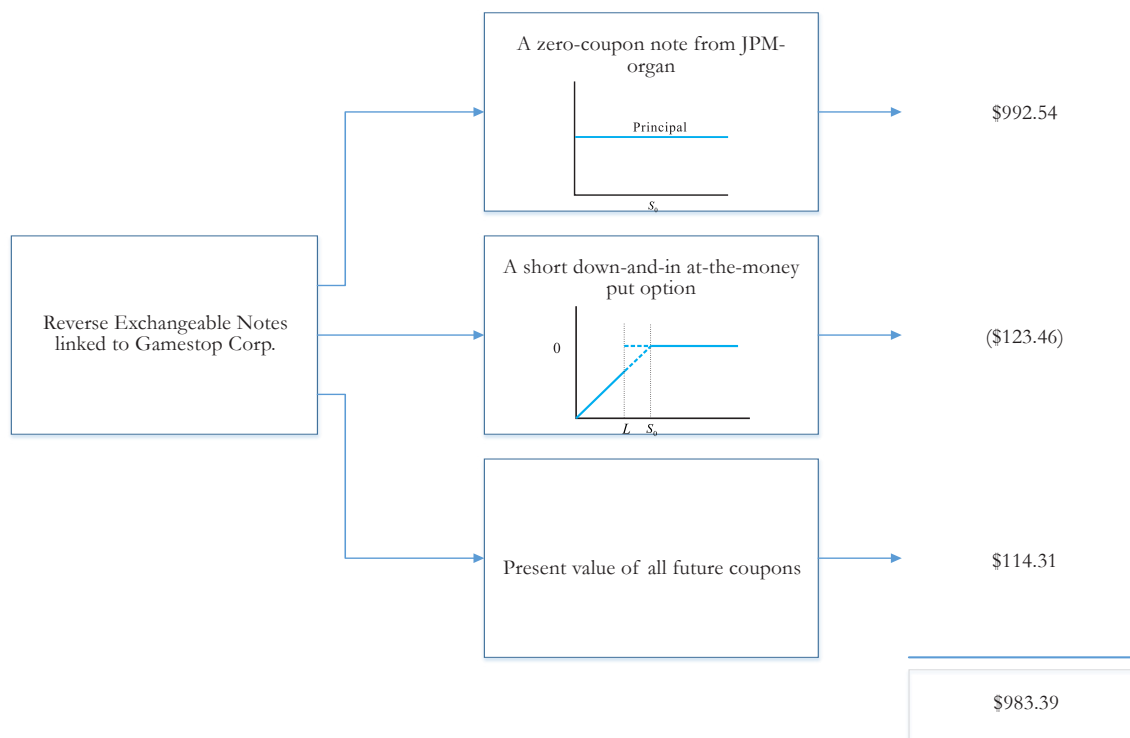 A zero-coupon note from JPM-
organ
Principal
S₀
$992.54
Reverse Exchangeable Notes
linked to Gamestop Corp.
A short down-and-in at-the-money
put option
0
L
S₀
($123.46)
Present value of all future coupons
$114.31
$983.39